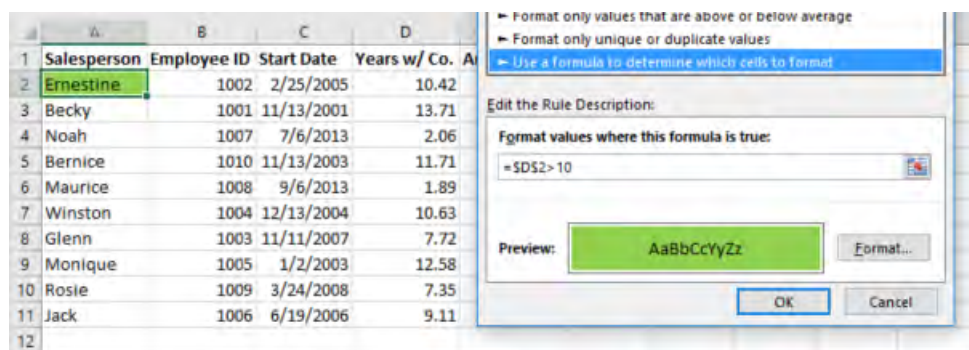 A B C D
1 Salesperson Employee ID Start Date Years w/ Co.
2 Ernestine 1002 2/25/2005 10.42
3 Becky 1001 11/13/2001 13.71
4 Noah 1007 7/6/2013 2.06
5 Bernice 1010 11/13/2003 11.71
6 Maurice 1008 9/6/2013 1.89
7 Winston 1004 12/13/2004 10.63
8 Glenn 1003 11/11/2007 7.72
9 Monique 1005 1/2/2003 12.58
10 Rosie 1009 3/24/2008 7.35
11 Jack 1006 6/19/2006 9.11
12
► Format only values that are above or below average
► Format only unique or duplicate values
► Use a formula to determine which cells to format
Edit the Rule Description:
Format values where this formula is true:
=$D$2>10
Preview: AaBbCcYyZz Format...
OK Cancel